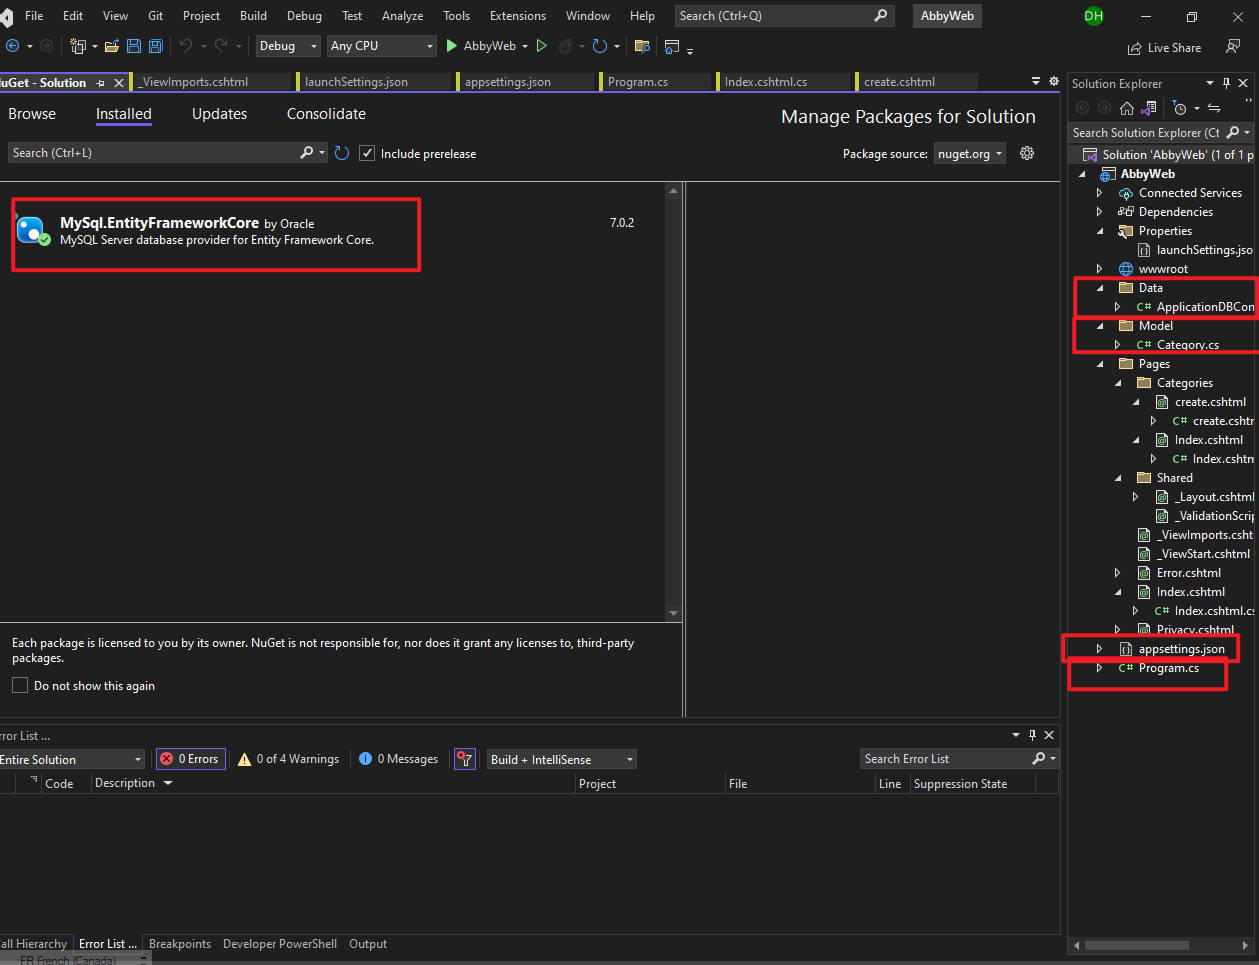 File Edit View Git Project Build Debug Test Analyze Tools Extensions Window Help Search (Ctrl+Q) AbbyWeb DH
Debug Any CPU AbbyWeb Live Share
uGet - Solution _ViewImports.cshtml launchSettings.json appsettings.json Program.cs Index.cshtml.cs create.cshtml
Browse Installed Updates Consolidate Manage Packages for Solution
Search (Ctrl+L) Include prerelease Package source: nuget.org
MySql.EntityFrameworkCore by Oracle 7.0.2
MySQL Server database provider for Entity Framework Core.
Each package is licensed to you by its owner. NuGet is not responsible for, nor does it grant any licenses to, third-party
packages.
Do not show this again
Solution Explorer
Search Solution Explorer (Ct
Solution 'AbbyWeb' (1 of 1 p
AbbyWeb
Connected Services
Dependencies
Properties
launchSettings.jso
wwwroot
Data
C# ApplicationDBCon
Model
C# Category.cs
Pages
Categories
create.cshtml
C# create.cshtm
Index.cshtml
C# Index.cshtm
Shared
_Layout.cshtml
_ValidationScrip
_ViewImports.csht
_ViewStart.cshtml
Error.cshtml
Index.cshtml
C# Index.cshtml.cs
Privacy.cshtml
appsettings.json
C# Program.cs
rror List ...
Entire Solution 0 Errors 0 of 4 Warnings 0 Messages Build + IntelliSense Search Error List
Code Description Project File Line Suppression State
all Hierarchy Error List ... Breakpoints Developer PowerShell Output
FR French (Canada)